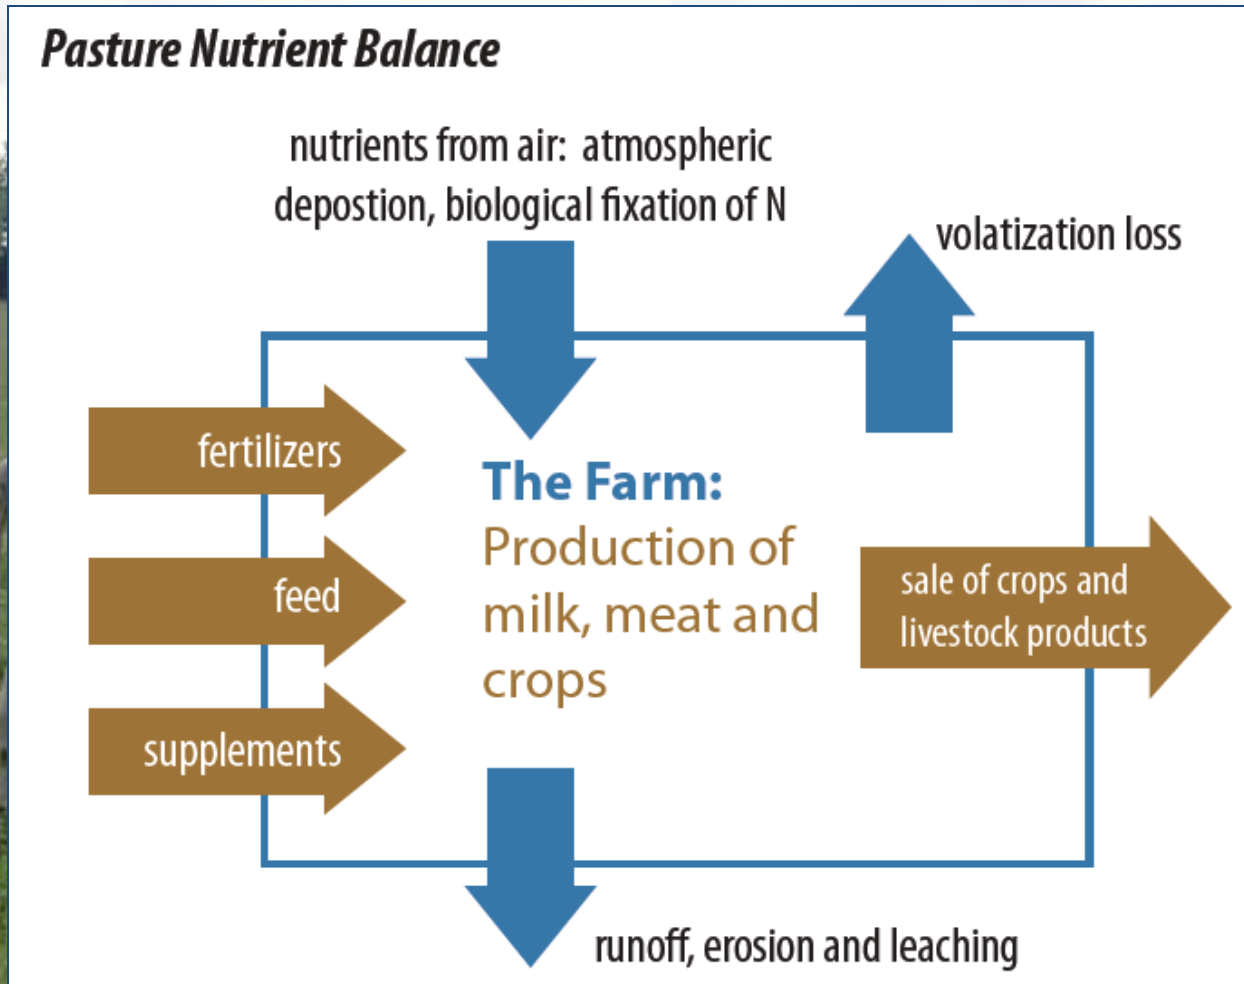 Pasture Nutrient Balance
nutrients from air: atmospheric
depostion, biological fixation of N
volatization loss
fertilizers
feed
supplements
The Farm:
Production of
milk, meat and
crops
sale of crops and
livestock products
runoff, erosion and leaching